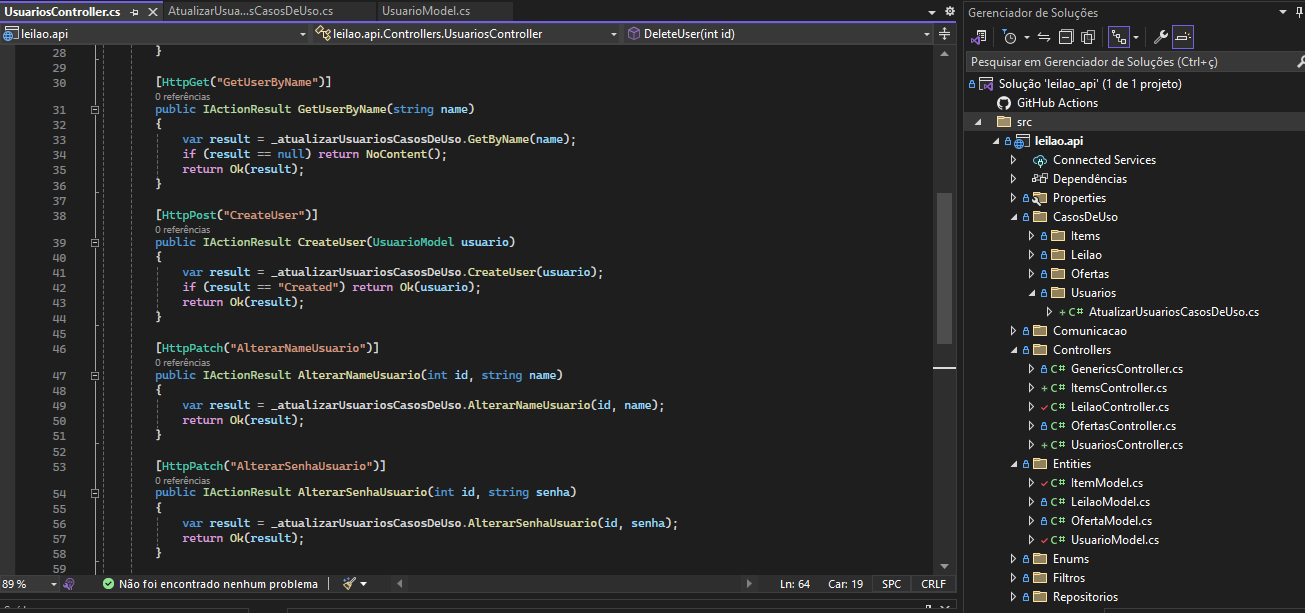 UsuariosController.cs
AtualizarUsua...sCasosDeUso.cs
UsuarioModel.cs
leilao.api
leilao.api.Controllers.UsuariosController
DeleteUser(int id)
28 }
29
30 [HttpGet("GetUserByName")]
0 referências
31 public IActionResult GetUserByName(string name)
32 {
33 var result = _atualizarUsuariosCasosDeUso.GetByName(name);
34 if (result == null) return NoContent();
35 return Ok(result);
36 }
37
38 [HttpPost("CreateUser")]
0 referências
39 public IActionResult CreateUser(UsuarioModel usuario)
40 {
41 var result = _atualizarUsuariosCasosDeUso.CreateUser(usuario);
42 if (result == "Created") return Ok(usuario);
43 return Ok(result);
44 }
45
46 [HttpPatch("AlterarNameUsuario")]
0 referências
47 public IActionResult AlterarNameUsuario(int id, string name)
48 {
49 var result = _atualizarUsuariosCasosDeUso.AlterarNameUsuario(id, name);
50 return Ok(result);
51 }
52
53 [HttpPatch("AlterarSenhaUsuario")]
0 referências
54 public IActionResult AlterarSenhaUsuario(int id, string senha)
55 {
56 var result = _atualizarUsuariosCasosDeUso.AlterarSenhaUsuario(id, senha);
57 return Ok(result);
58 }
59
89 %
Não foi encontrado nenhum problema
Ln: 64 Car: 19 SPC CRLF
Gerenciador de Soluções
Pesquisar em Gerenciador de Soluções (Ctrl+ç)
Solução 'leilao_api' (1 de 1 projeto)
GitHub Actions
src
leilao.api
Connected Services
Dependências
Properties
CasosDeUso
Items
Leilao
Ofertas
Usuarios
+ C# AtualizarUsuariosCasosDeUso.cs
Comunicacao
Controllers
C# GenericsController.cs
+ C# ItemsController.cs
C# LeilaoController.cs
C# OfertasController.cs
+ C# UsuariosController.cs
Entities
C# ItemModel.cs
C# LeilaoModel.cs
C# OfertaModel.cs
C# UsuarioModel.cs
Enums
Filtros
Repositorios